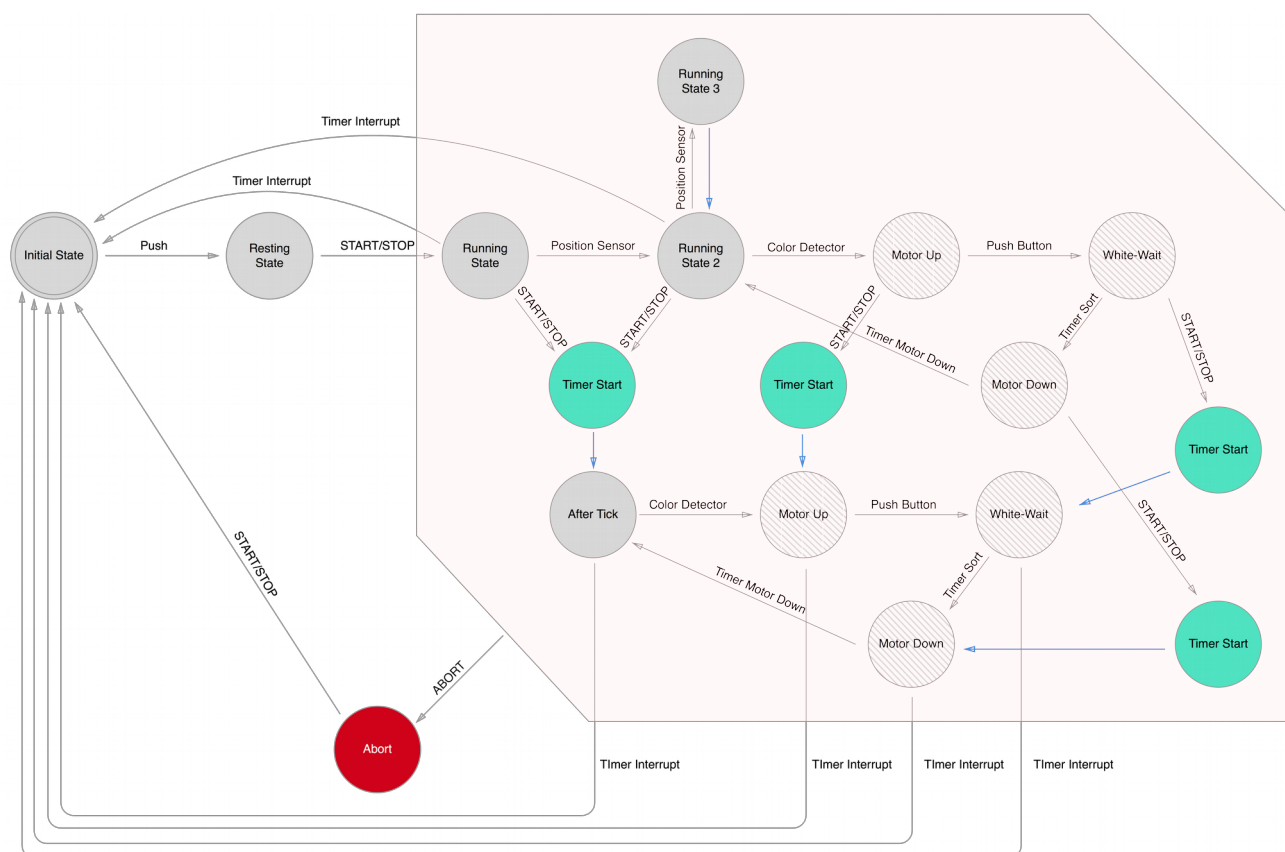 Running
State 3
Timer Interrupt
Position Sensor
Timer Interrupt
Initial State
Push
Resting
State
START/STOP
Running
State
Position Sensor
Running
State 2
Color Detector
Motor Up
Push Button
White-Wait
START/STOP
START/STOP
START/STOP
Timer Motor Down
Timer Sort
START/STOP
Timer Start
Timer Start
Motor Down
Timer Start
After Tick
Color Detector
Motor Up
Push Button
White-Wait
START/STOP
START/STOP
Timer Motor Down
Timer Sort
Motor Down
Timer Start
ABORT
Abort
TImer Interrupt
TImer Interrupt
TImer Interrupt
TImer Interrupt